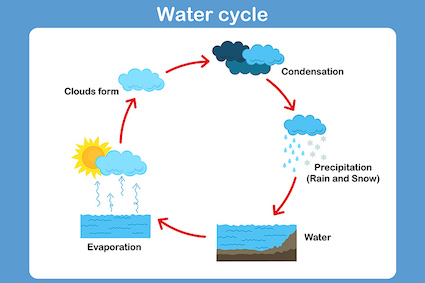 Water cycle
Clouds form
Condensation
Precipitation
(Rain and Snow)
Water
Evaporation